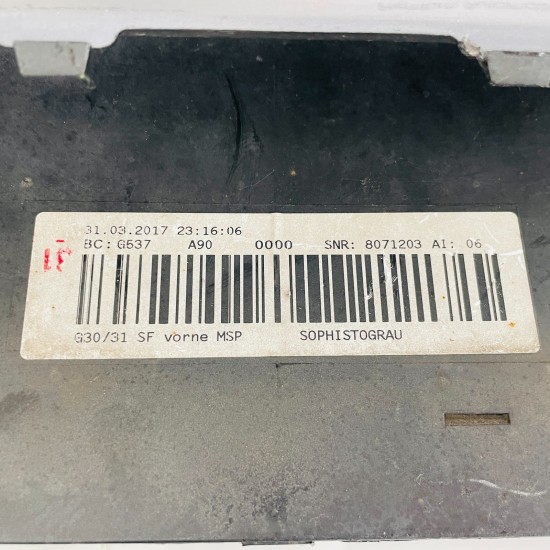 31.03.2017 23:16:06
BC: G537 A90 0000 SNR: 8071203 AI: 06
G30/31 SF vorne MSP SOPHISTOGRAU